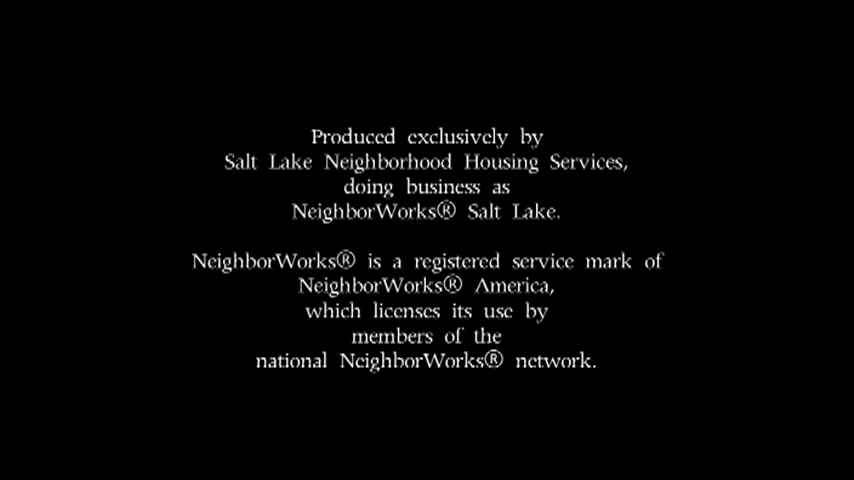 Produced exclusively by
Salt Lake Neighborhood Housing Services,
doing business as
NeighborWorks® Salt Lake.
NeighborWorks® is a registered service mark of
NeighborWorks® America,
which licenses its use by
members of the
national NeighborWorks® network.